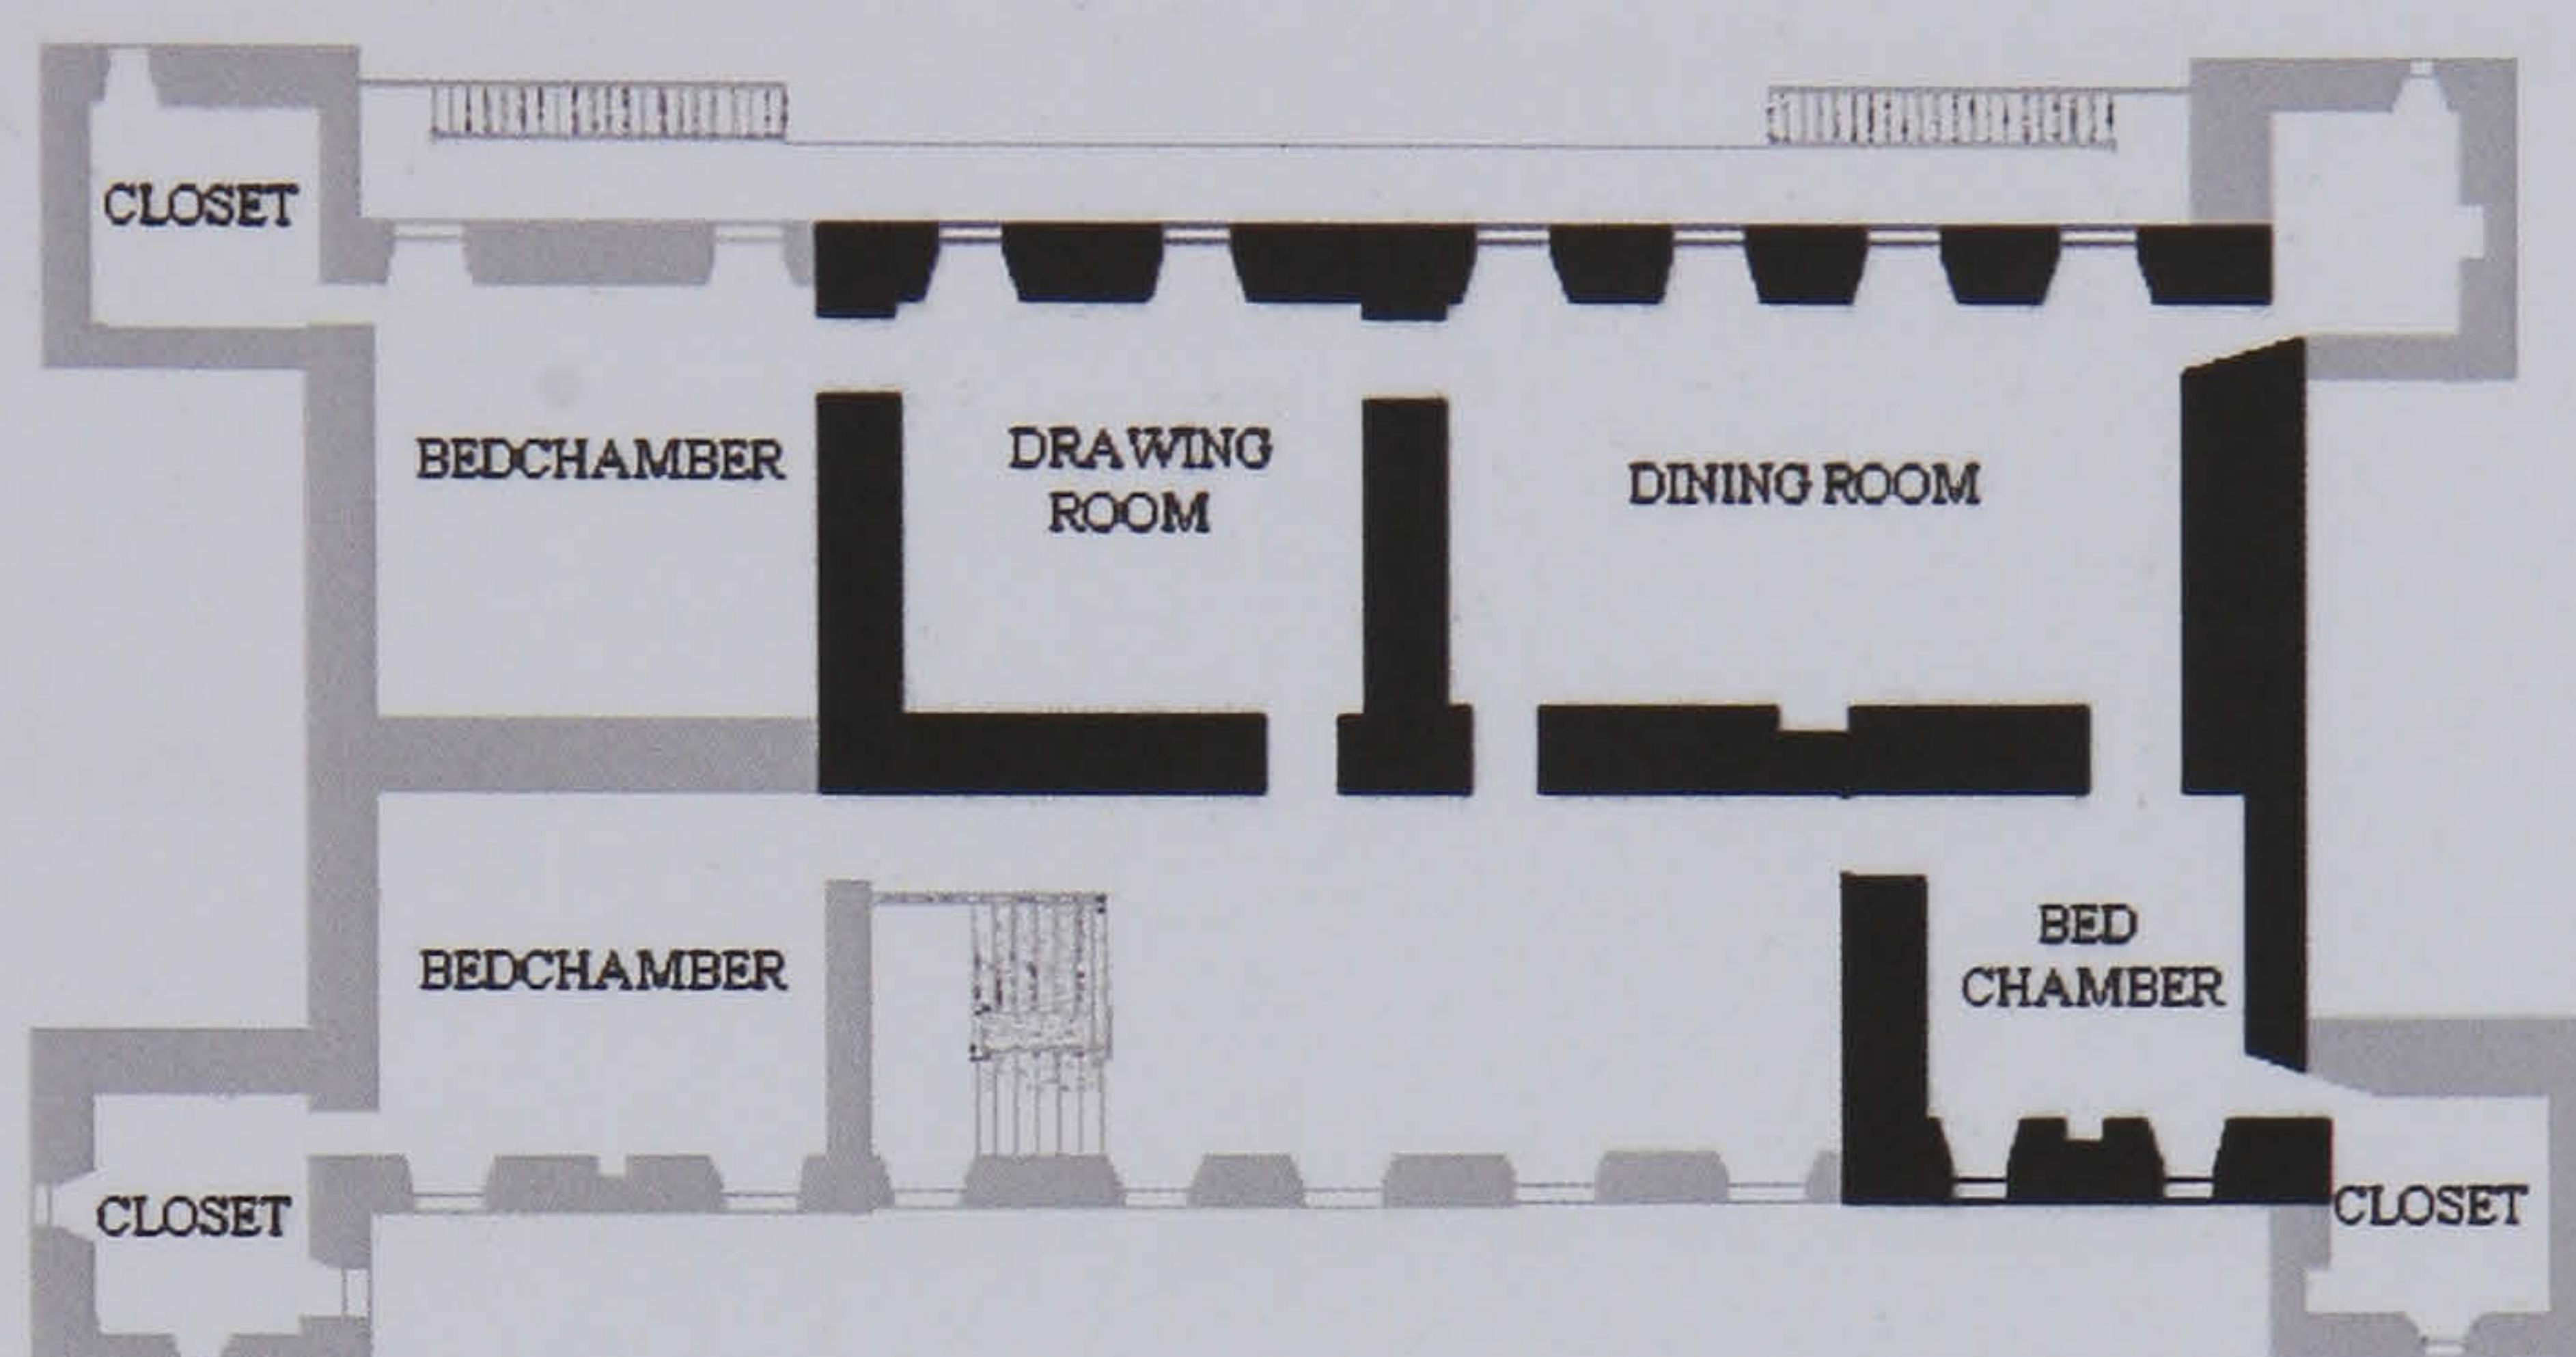 CLOSET
BEDCHAMBER
DRAWING
ROOM
DINING ROOM
BEDCHAMBER
BED
CHAMBER
CLOSET
CLOSET